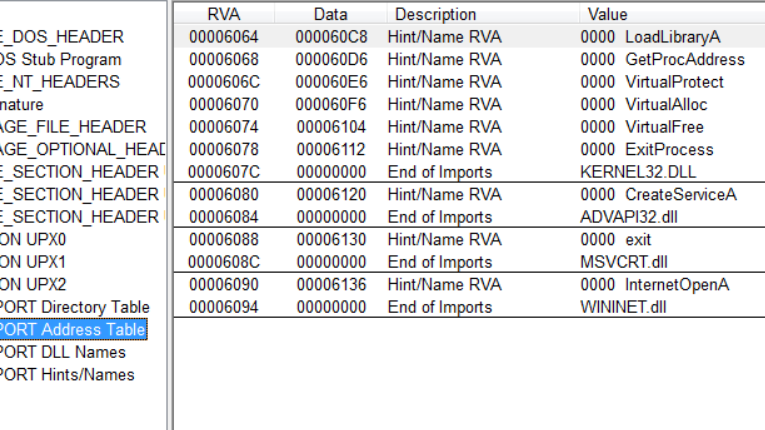 RVA Data Description Value
E_DOS_HEADER
00006064 000060C8 Hint/Name RVA 0000 LoadLibraryA
OS Stub Program
00006068 000060D6 Hint/Name RVA 0000 GetProcAddress
E_NT_HEADERS
0000606C 000060E6 Hint/Name RVA 0000 VirtualProtect
nature
00006070 000060F6 Hint/Name RVA 0000 VirtualAlloc
AGE_FILE_HEADER
00006074 00006104 Hint/Name RVA 0000 VirtualFree
AGE_OPTIONAL_HEAD
00006078 00006112 Hint/Name RVA 0000 ExitProcess
E_SECTION_HEADER
0000607C 00000000 End of Imports KERNEL32.DLL
E_SECTION_HEADER
00006080 00006120 Hint/Name RVA 0000 CreateServiceA
E_SECTION_HEADER
00006084 00000000 End of Imports ADVAPI32.dll
ON UPX0
00006088 00006130 Hint/Name RVA 0000 exit
ON UPX1
0000608C 00000000 End of Imports MSVCRT.dll
ON UPX2
00006090 00006136 Hint/Name RVA 0000 InternetOpenA
PORT Directory Table
00006094 00000000 End of Imports WININET.dll
PORT Address Table
PORT DLL Names
PORT Hints/Names